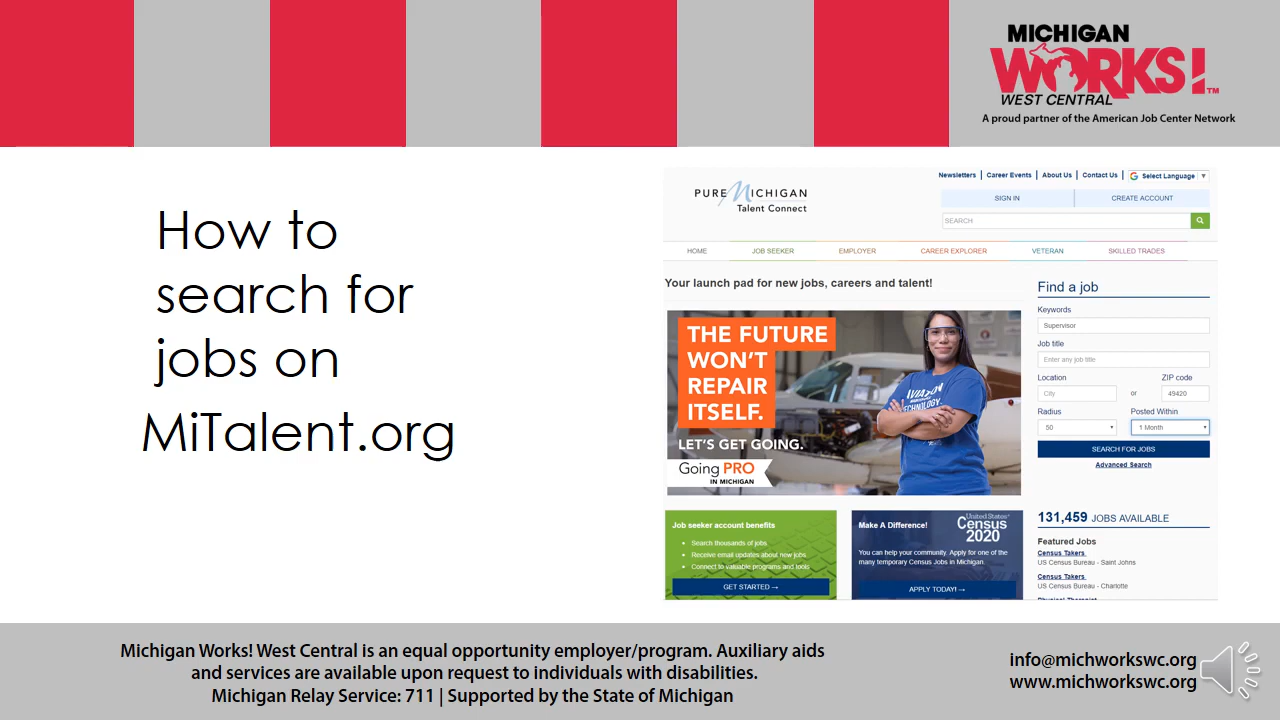 MICHIGAN
WORKS! TM
WEST CENTRAL
A proud partner of the American Job Center Network
How to
search for
jobs on
MiTalent.org
Newsletters | Career Events | About Us | Contact Us | G Select Language | ▼
PURE MICHIGAN
Talent Connect
SIGN IN CREATE ACCOUNT
SEARCH
HOME JOB SEEKER EMPLOYER CAREER EXPLORER VETERAN SKILLED TRADES
Your launch pad for new jobs, careers and talent!
THE FUTURE
WON'T
REPAIR
ITSELF.
LET'S GET GOING.
Going PRO
IN MICHIGAN
AVIATION
TECHNOLOGY.
Find a job
Keywords
Supervisor
Job title
Enter any job title
Location ZIP code
City or 49420
Radius Posted Within
50 1 Month
SEARCH FOR JOBS
Advanced Search
Job seeker account benefits
• Search thousands of jobs
• Receive email updates about new jobs
• Connect to valuable programs and tools
GET STARTED →
Make A Difference!
United States®
Census
2020
You can help your community. Apply for one of the
many temporary Census Jobs in Michigan.
APPLY TODAY! →
131,459 JOBS AVAILABLE
Featured Jobs
Census Takers
US Census Bureau - Saint Johns
Census Takers
US Census Bureau - Charlotte
Physical Therapist
Michigan Works! West Central is an equal opportunity employer/program. Auxiliary aids
and services are available upon request to individuals with disabilities.
Michigan Relay Service: 711 | Supported by the State of Michigan
info@michworkswc.org
www.michworkswc.org